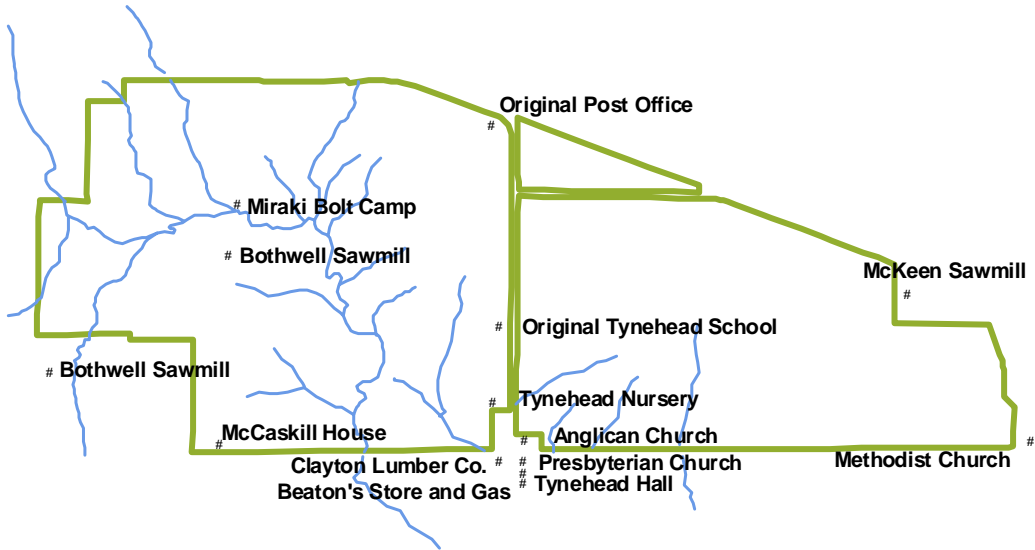 Original Post Office
#
# Miraki Bolt Camp
# Bothwell Sawmill
McKeen Sawmill
#
# Original Tynehead School
# Bothwell Sawmill
# Tynehead Nursery
McCaskill House
#
# Anglican Church
#
Methodist Church
Clayton Lumber Co. #
# Presbyterian Church
#
Beaton's Store and Gas
# Tynehead Hall